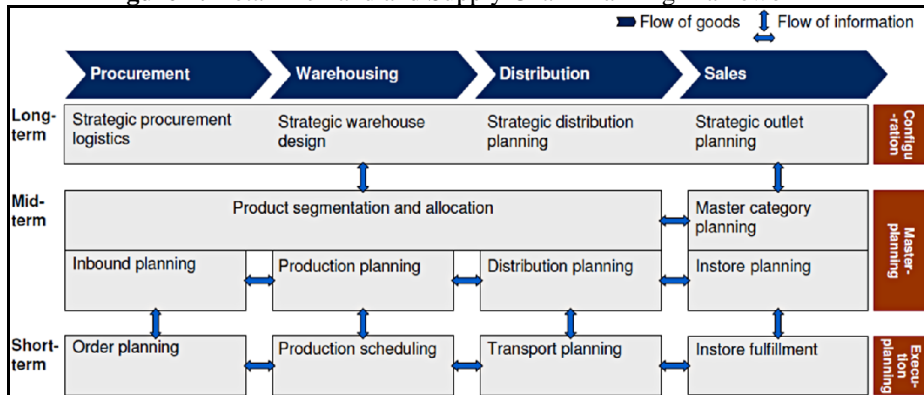 Flow of goods
Flow of information
Procurement
Warehousing
Distribution
Sales
Long-
term
Strategic procurement
logistics
Strategic warehouse
design
Strategic distribution
planning
Strategic outlet
planning
Configu
-ration
Mid-
term
Product segmentation and allocation
Master category
planning
Master-
planning
Inbound planning
Production planning
Distribution planning
Instore planning
Short-
term
Order planning
Production scheduling
Transport planning
Instore fulfillment
Execu-
tion
planning